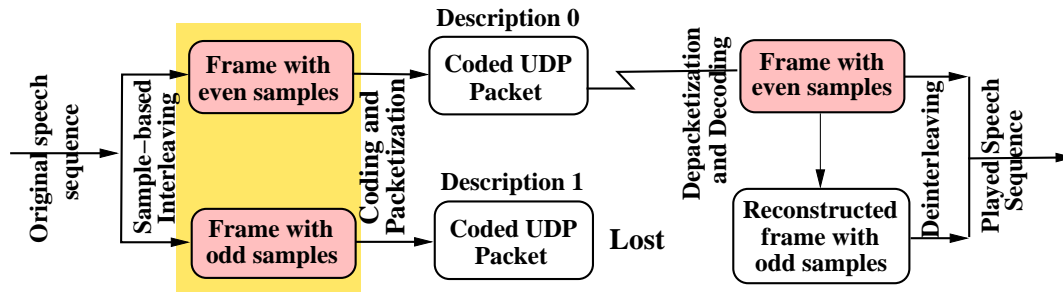 Original speech
sequence
Sample-based
Interleaving
Frame with
even samples
Frame with
odd samples
Coding and
Packetization
Description 0
Coded UDP
Packet
Description 1
Coded UDP
Packet
Lost
Depacketization
and Decoding
Frame with
even samples
Reconstructed
frame with
odd samples
Deinterleaving
Played Speech
Sequence